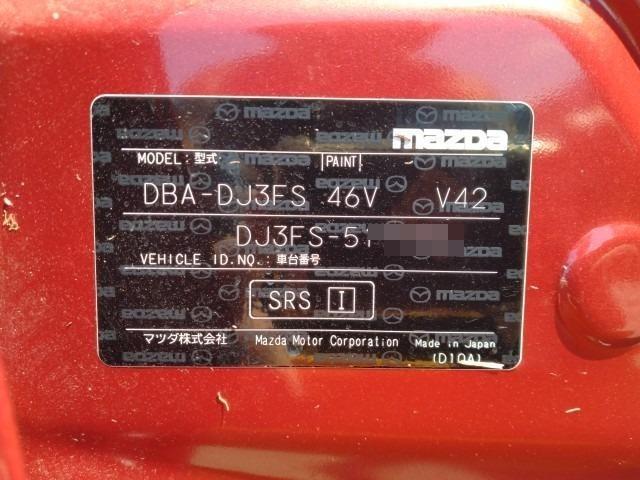 mazda
MODEL:型式 PAINT
DBA-DJ3FS 46V V42
DJ3FS-51
VEHICLE ID.NO.:車台番号
SRS I
マツダ株式会社 Mazda Motor Corporation Made in Japan
(D10A)